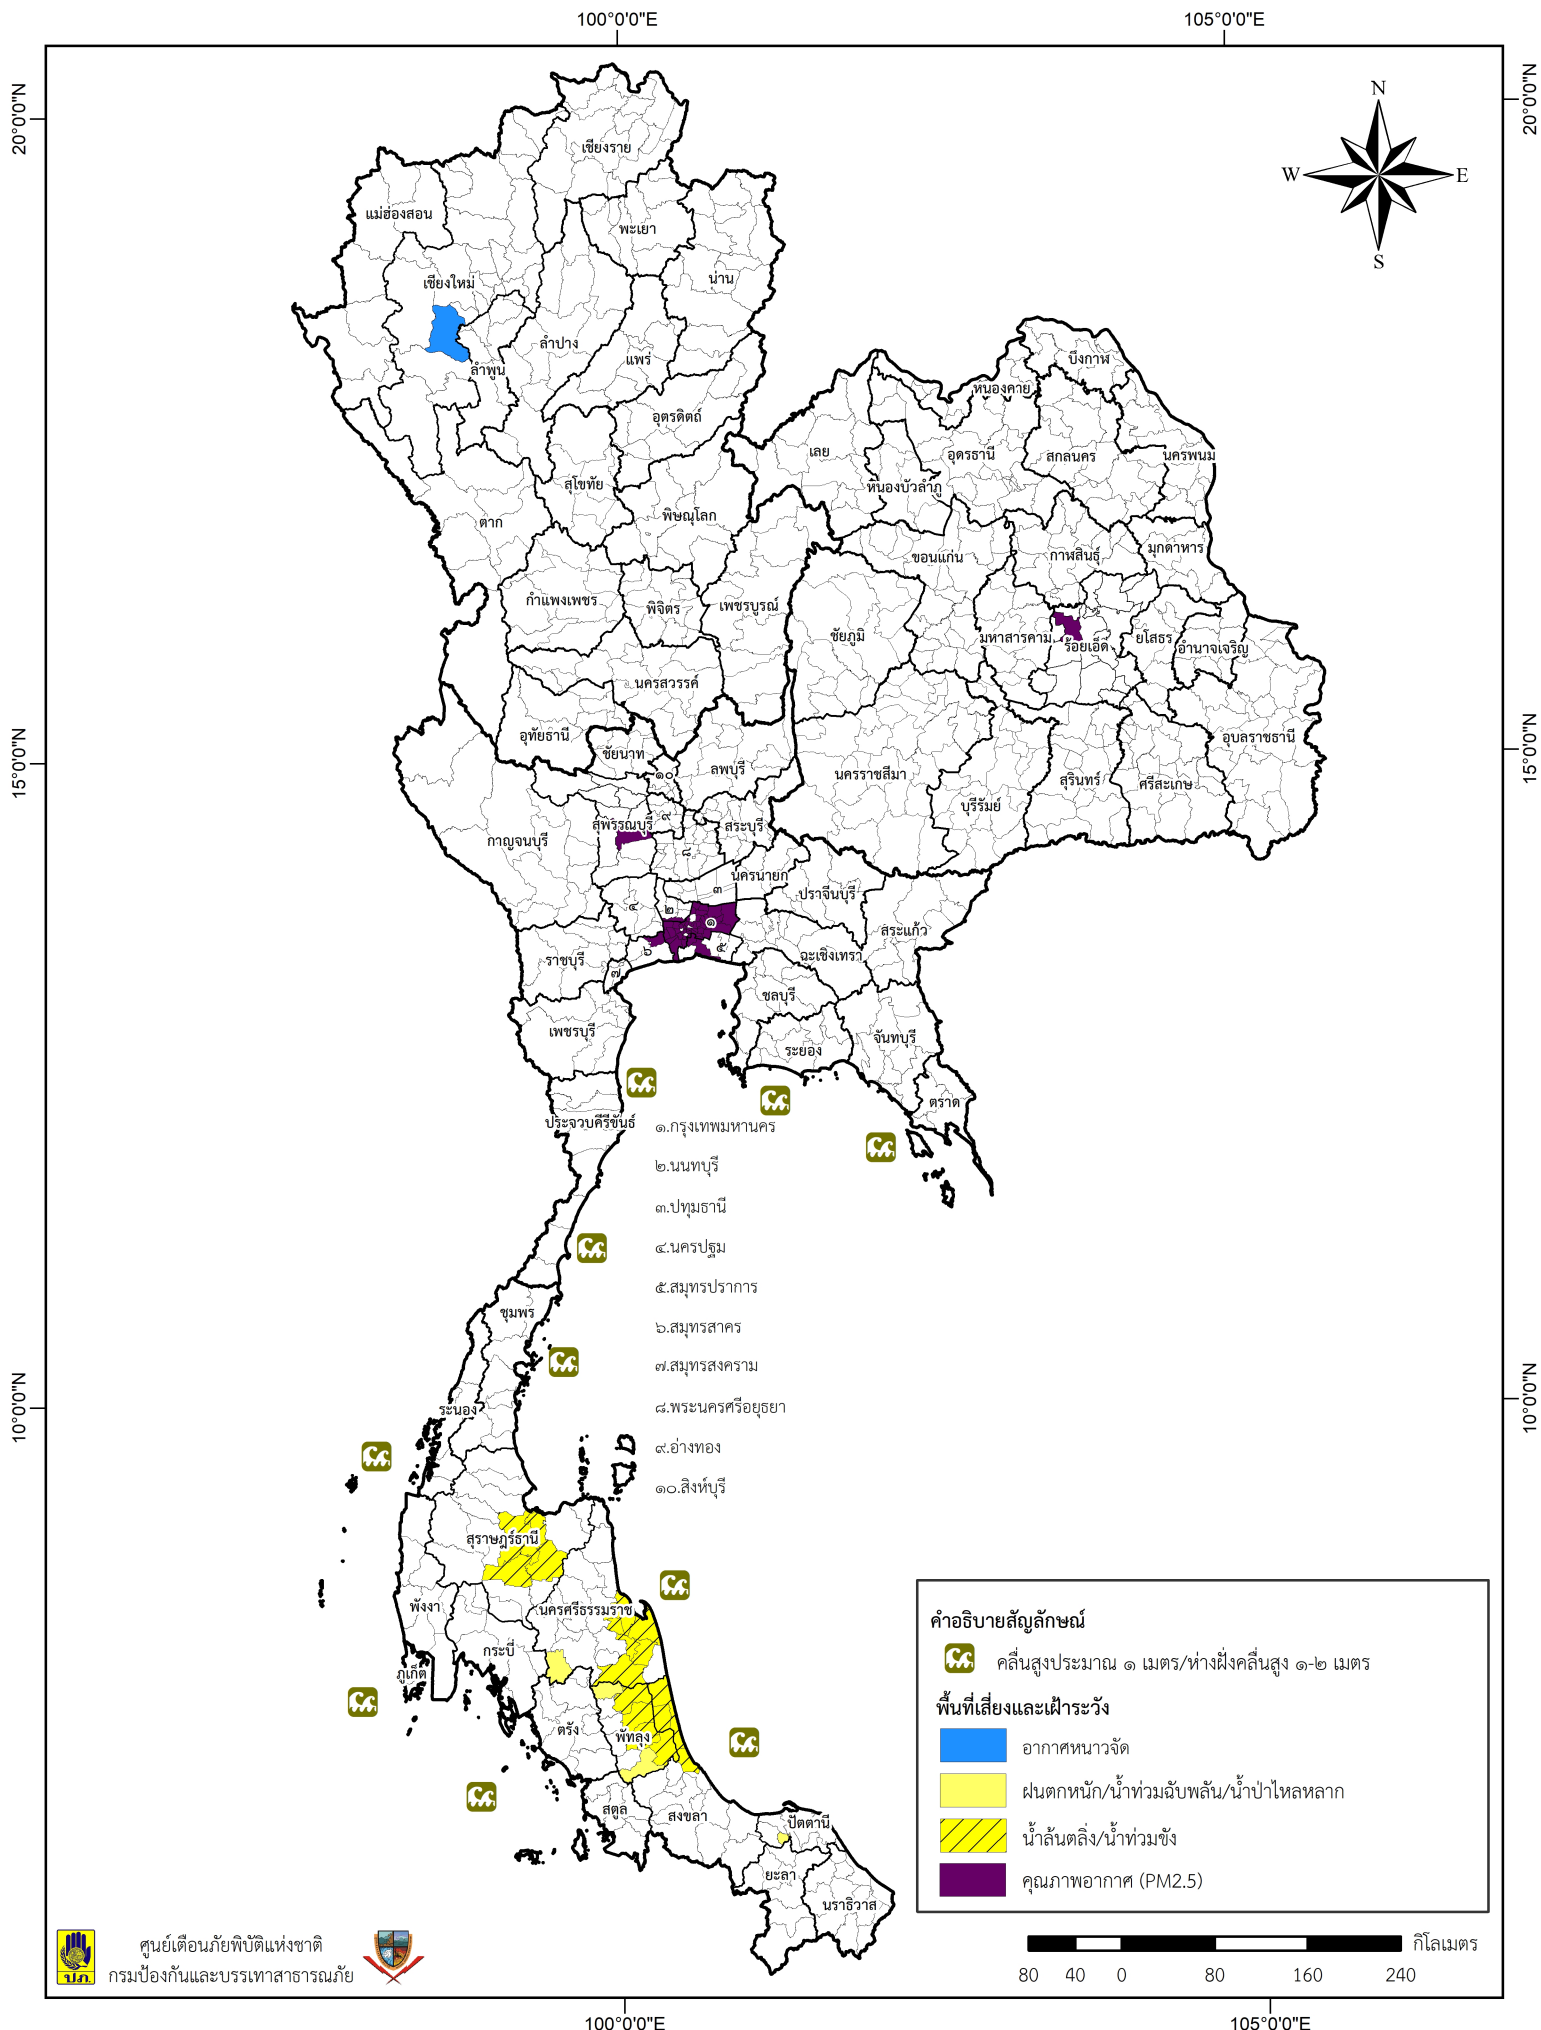 100°0'0"E
105°0'0"E
20°0'0"N
20°0'0"N
N
W
E
S
เชียงราย
แม่ฮ่องสอน
พะเยา
น่าน
เชียงใหม่
ลำปาง
แพร่
ลำพูน
บึงกาฬ
หนองคาย
อุตรดิตถ์
เลย
อุดรธานี
สกลนคร
นครพนม
สุโขทัย
หนองบัวลำภู
ตาก
พิษณุโลก
ขอนแก่น
กาฬสินธุ์
มุกดาหาร
กำแพงเพชร
พิจิตร
เพชรบูรณ์
ชัยภูมิ
มหาสารคาม
ร้อยเอ็ด
ยโสธร
อำนาจเจริญ
นครสวรรค์
อุทัยธานี
ชัยนาท
๑๐
ลพบุรี
นครราชสีมา
บุรีรัมย์
สุรินทร์
ศรีสะเกษ
อุบลราชธานี
15°0'0"N
15°0'0"N
กาญจนบุรี
สุพรรณบุรี
๙
สระบุรี
๘
นครนายก
๓
ปราจีนบุรี
๔
๒
๑
สระแก้ว
๕
๖
ราชบุรี
๗
ฉะเชิงเทรา
ชลบุรี
เพชรบุรี
ระยอง
จันทบุรี
ตราด
ประจวบคีรีขันธ์
๑.กรุงเทพมหานคร
๒.นนทบุรี
๓.ปทุมธานี
๔.นครปฐม
๕.สมุทรปราการ
๖.สมุทรสาคร
๗.สมุทรสงคราม
๘.พระนครศรีอยุธยา
๙.อ่างทอง
๑๐.สิงห์บุรี
ชุมพร
ระนอง
10°0'0"N
10°0'0"N
สุราษฎร์ธานี
พังงา
นครศรีธรรมราช
กระบี่
ภูเก็ต
ตรัง
พัทลุง
สตูล
สงขลา
ปัตตานี
ยะลา
นราธิวาส
คำอธิบายสัญลักษณ์
คลื่นสูงประมาณ ๑ เมตร/ห่างฝั่งคลื่นสูง ๑-๒ เมตร
พื้นที่เสี่ยงและเฝ้าระวัง
อากาศหนาวจัด
ฝนตกหนัก/น้ำท่วมฉับพลัน/น้ำป่าไหลหลาก
น้ำล้นตลิ่ง/น้ำท่วมขัง
คุณภาพอากาศ (PM2.5)
กิโลเมตร
80 40 0 80 160 240
ปภ.
ศูนย์เตือนภัยพิบัติแห่งชาติ
กรมป้องกันและบรรเทาสาธารณภัย
100°0'0"E
105°0'0"E